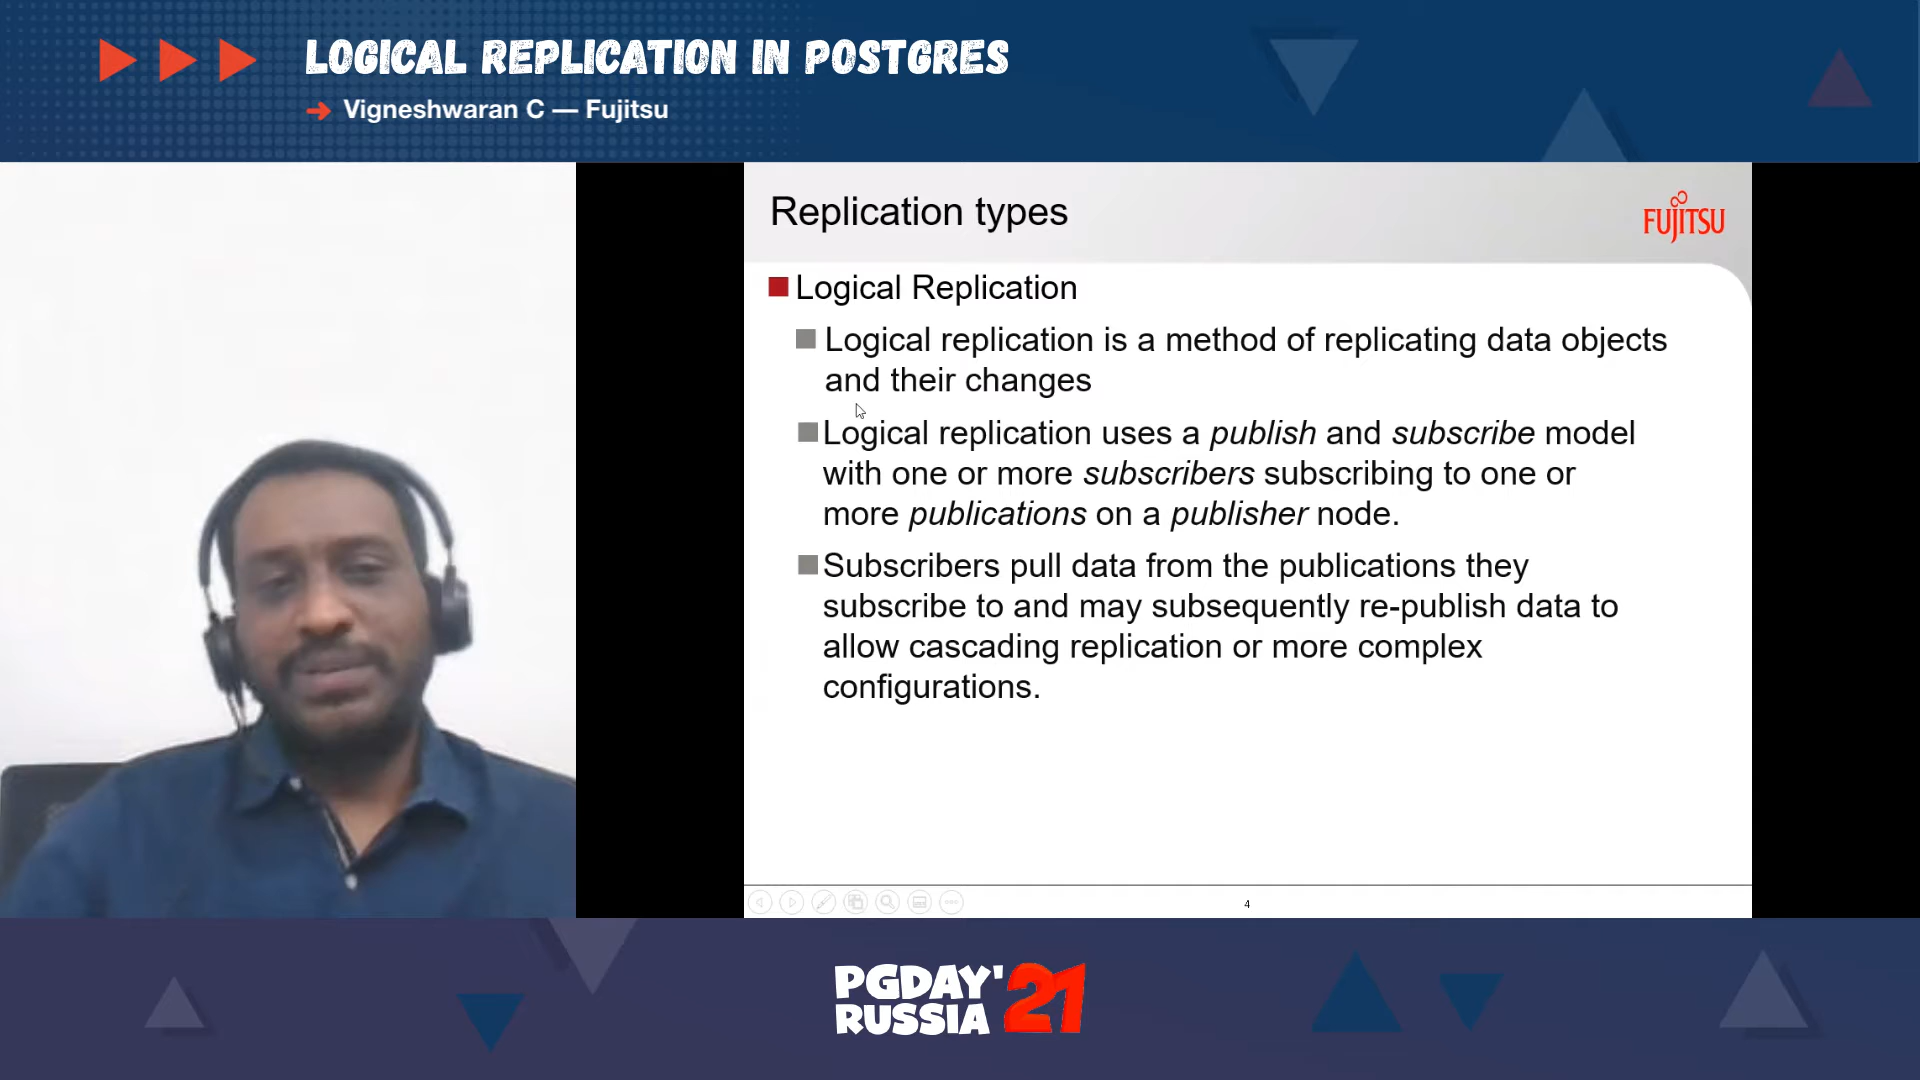 LOGICAL REPLICATION IN POSTGRES
Vigneshwaran C — Fujitsu
Replication types
FUJITSU
Logical Replication
Logical replication is a method of replicating data objects
and their changes
Logical replication uses a publish and subscribe model
with one or more subscribers subscribing to one or
more publications on a publisher node.
Subscribers pull data from the publications they
subscribe to and may subsequently re-publish data to
allow cascading replication or more complex
configurations.
4
PGDAY'21
RUSSIA